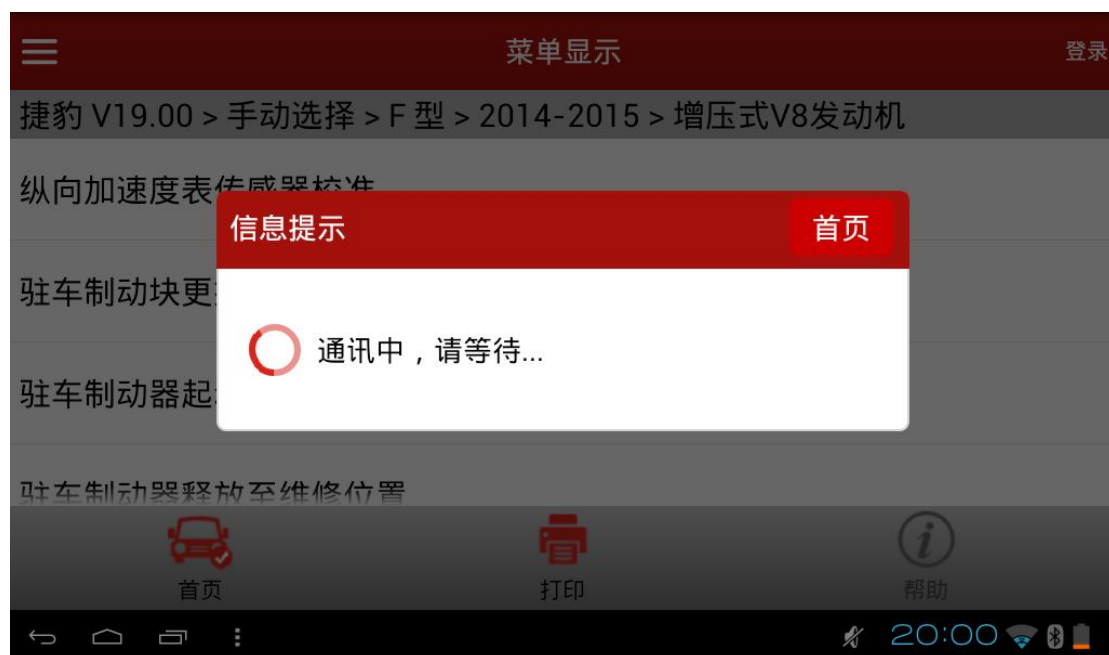 菜单显示
登录
捷豹 V19.00 > 手动选择 > F 型 > 2014-2015 > 增压式V8发动机
纵向加速度表传感器校准
信息提示
首页
驻车制动块更
通讯中，请等待...
驻车制动器起
驻车制动器释放至维修位置
首页
打印
帮助
20:00